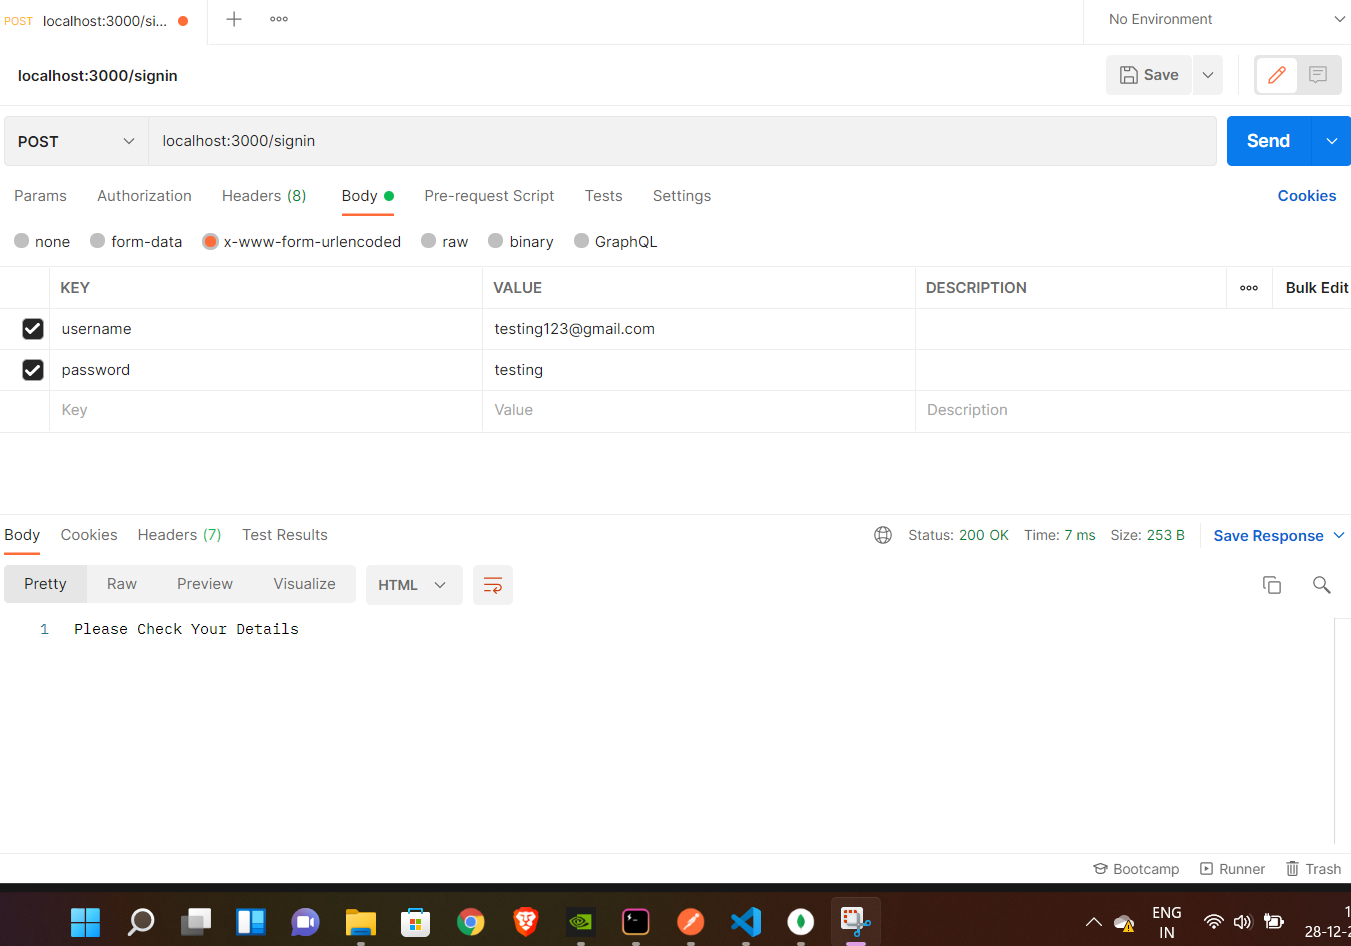 POST localhost:3000/si...
No Environment
localhost:3000/signin
Save
POST localhost:3000/signin
Send
Params Authorization Headers (8) Body Pre-request Script Tests Settings Cookies
none form-data x-www-form-urlencoded raw binary GraphQL
KEY VALUE DESCRIPTION Bulk Edit
username testing123@gmail.com
password testing
Key Value Description
Body Cookies Headers (7) Test Results Status: 200 OK Time: 7 ms Size: 253 B Save Response
Pretty Raw Preview Visualize HTML
1 Please Check Your Details
Bootcamp Runner Trash
ENG
IN
28-12-